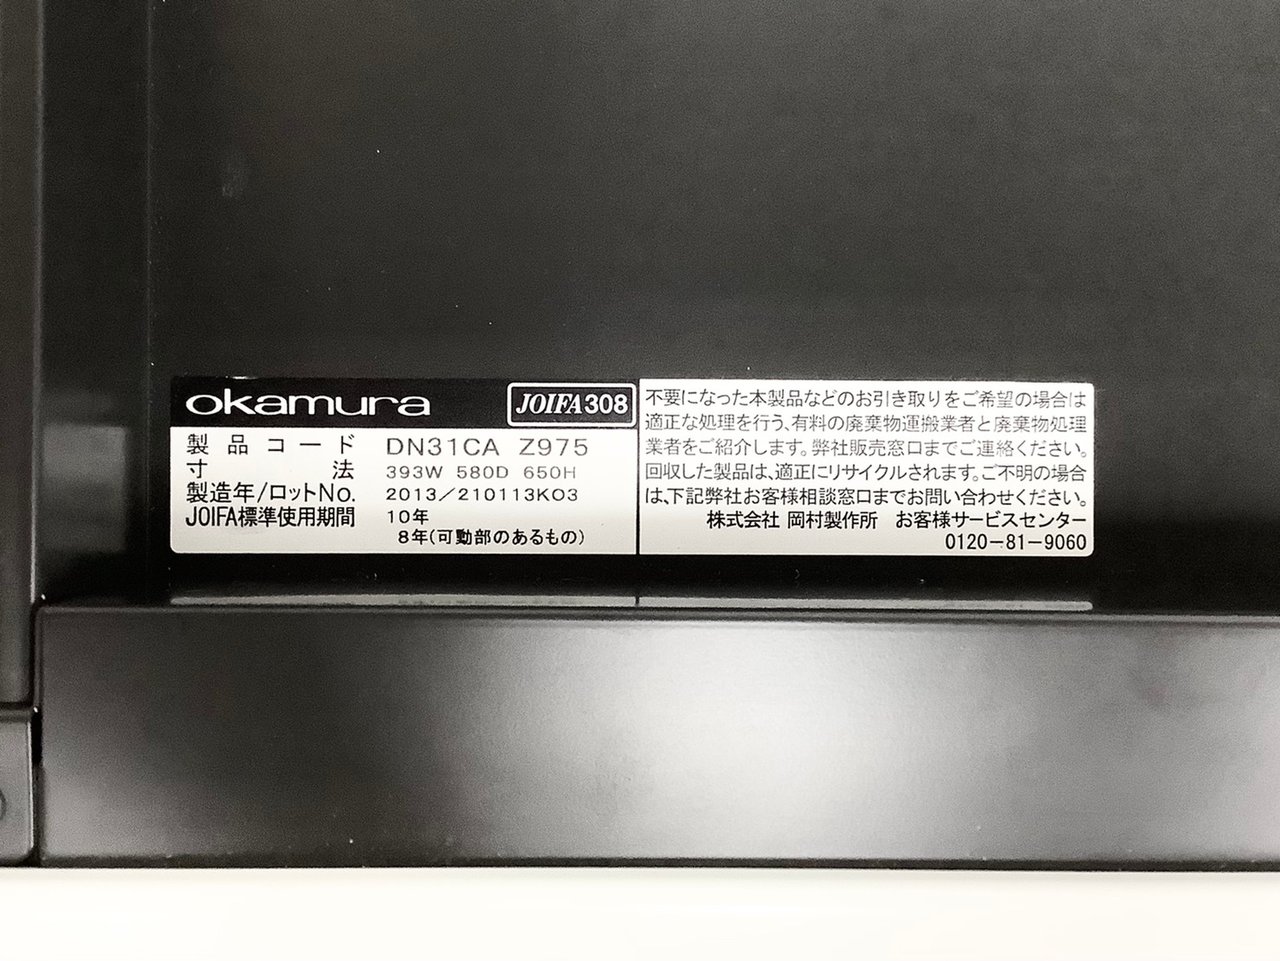 okamura JOIFA308
製品コード DN31CA Z975
寸法 393W 580D 650H
製造年/ロットNo. 2013/210113K03
JOIFA標準使用期間 10年
8年(可動部のあるもの)
不要になった本製品などのお引き取りをご希望の場合は
適正な処理を行う、有料の廃棄物運搬業者と廃棄物処理
業者をご紹介します。弊社販売窓口までご連絡ください。
回収した製品は、適正にリサイクルされます。ご不明の場合
は、下記弊社お客様相談窓口までお問い合わせください。
株式会社 岡村製作所 お客様サービスセンター
0120-81-9060